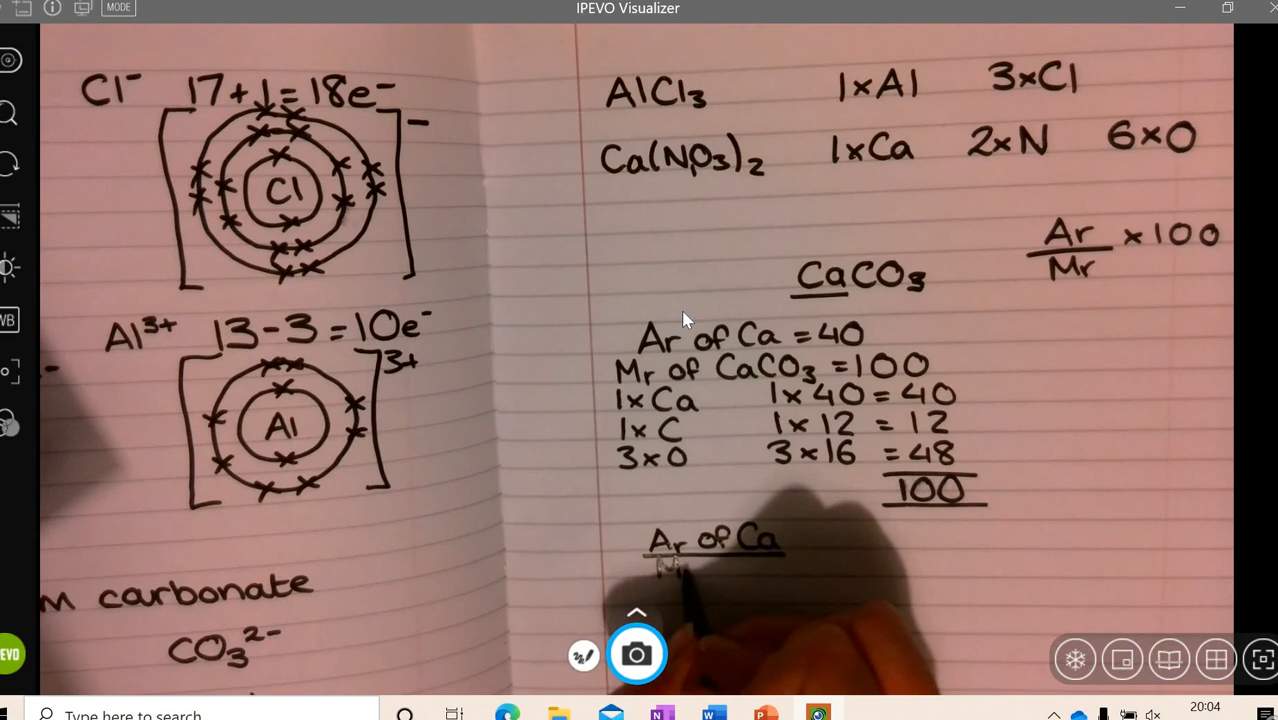 MODE
IPEVO Visualizer
Cl⁻ 17+1=18e⁻
Cl
-
Al³⁺ 13-3=10e⁻
3+
Al
m carbonate
CO₃²⁻
AlCl₃ 1×Al 3×Cl
Ca(NO₃)₂ 1×Ca 2×N 6×O
Ar/Mr ×100
CaCO₃
Ar of Ca =40
Mr of CaCO₃ =100
1×Ca 1×40=40
1×C 1×12 =12
3×O 3×16 =48
100
Ar of Ca
M
WB
EVO
Type here to search
20:04